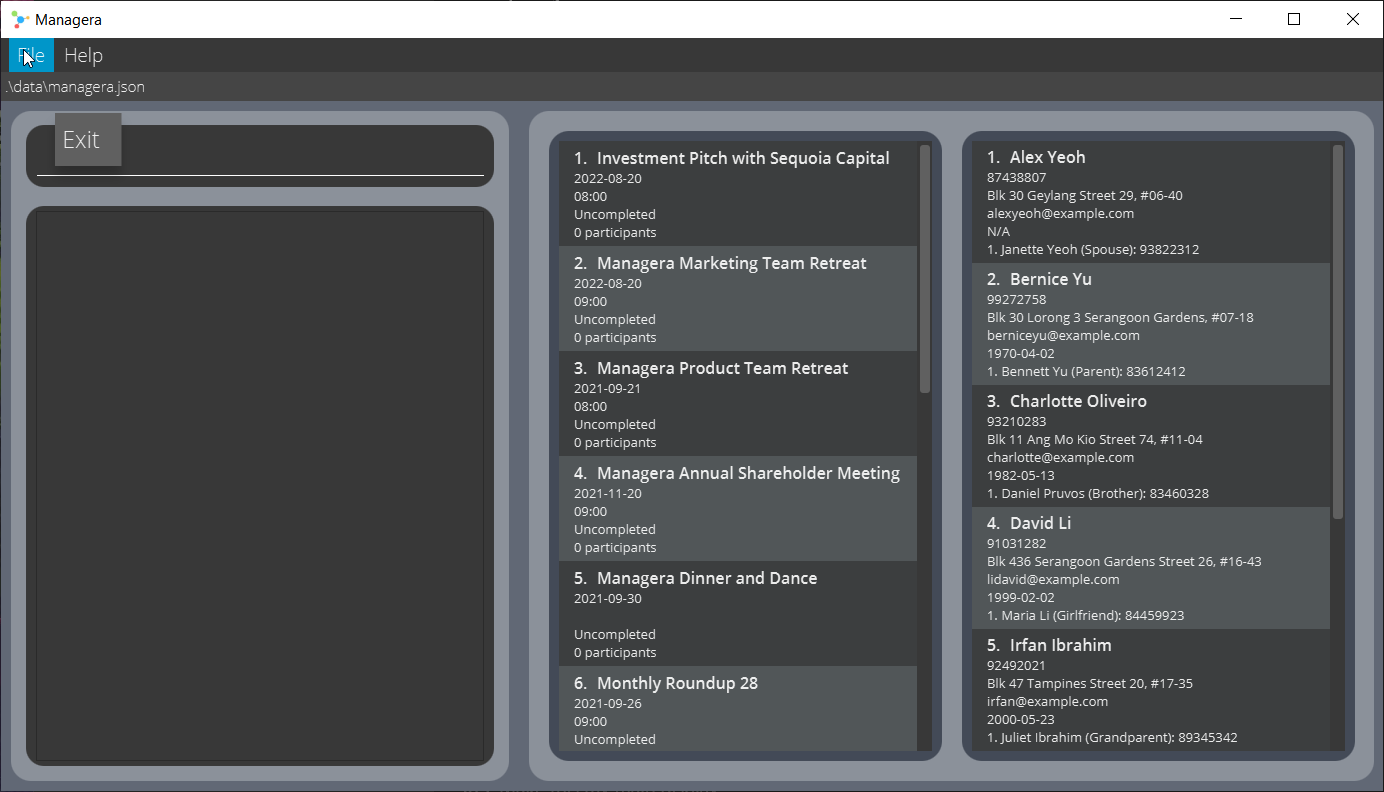 Managera
File Help
.\data\managera.json
Exit
1. Investment Pitch with Sequoia Capital
2022-08-20
08:00
Uncompleted
0 participants
2. Managera Marketing Team Retreat
2022-08-20
09:00
Uncompleted
0 participants
3. Managera Product Team Retreat
2021-09-21
08:00
Uncompleted
0 participants
4. Managera Annual Shareholder Meeting
2021-11-20
09:00
Uncompleted
0 participants
5. Managera Dinner and Dance
2021-09-30
Uncompleted
0 participants
6. Monthly Roundup 28
2021-09-26
09:00
Uncompleted
1. Alex Yeoh
87438807
Blk 30 Geylang Street 29, #06-40
alexyeoh@example.com
N/A
1. Janette Yeoh (Spouse): 93822312
2. Bernice Yu
99272758
Blk 30 Lorong 3 Serangoon Gardens, #07-18
berniceyu@example.com
1970-04-02
1. Bennett Yu (Parent): 83612412
3. Charlotte Oliveiro
93210283
Blk 11 Ang Mo Kio Street 74, #11-04
charlotte@example.com
1982-05-13
1. Daniel Pruvos (Brother): 83460328
4. David Li
91031282
Blk 436 Serangoon Gardens Street 26, #16-43
lidavid@example.com
1999-02-02
1. Maria Li (Girlfriend): 84459923
5. Irfan Ibrahim
92492021
Blk 47 Tampines Street 20, #17-35
irfan@example.com
2000-05-23
1. Juliet Ibrahim (Grandparent): 89345342